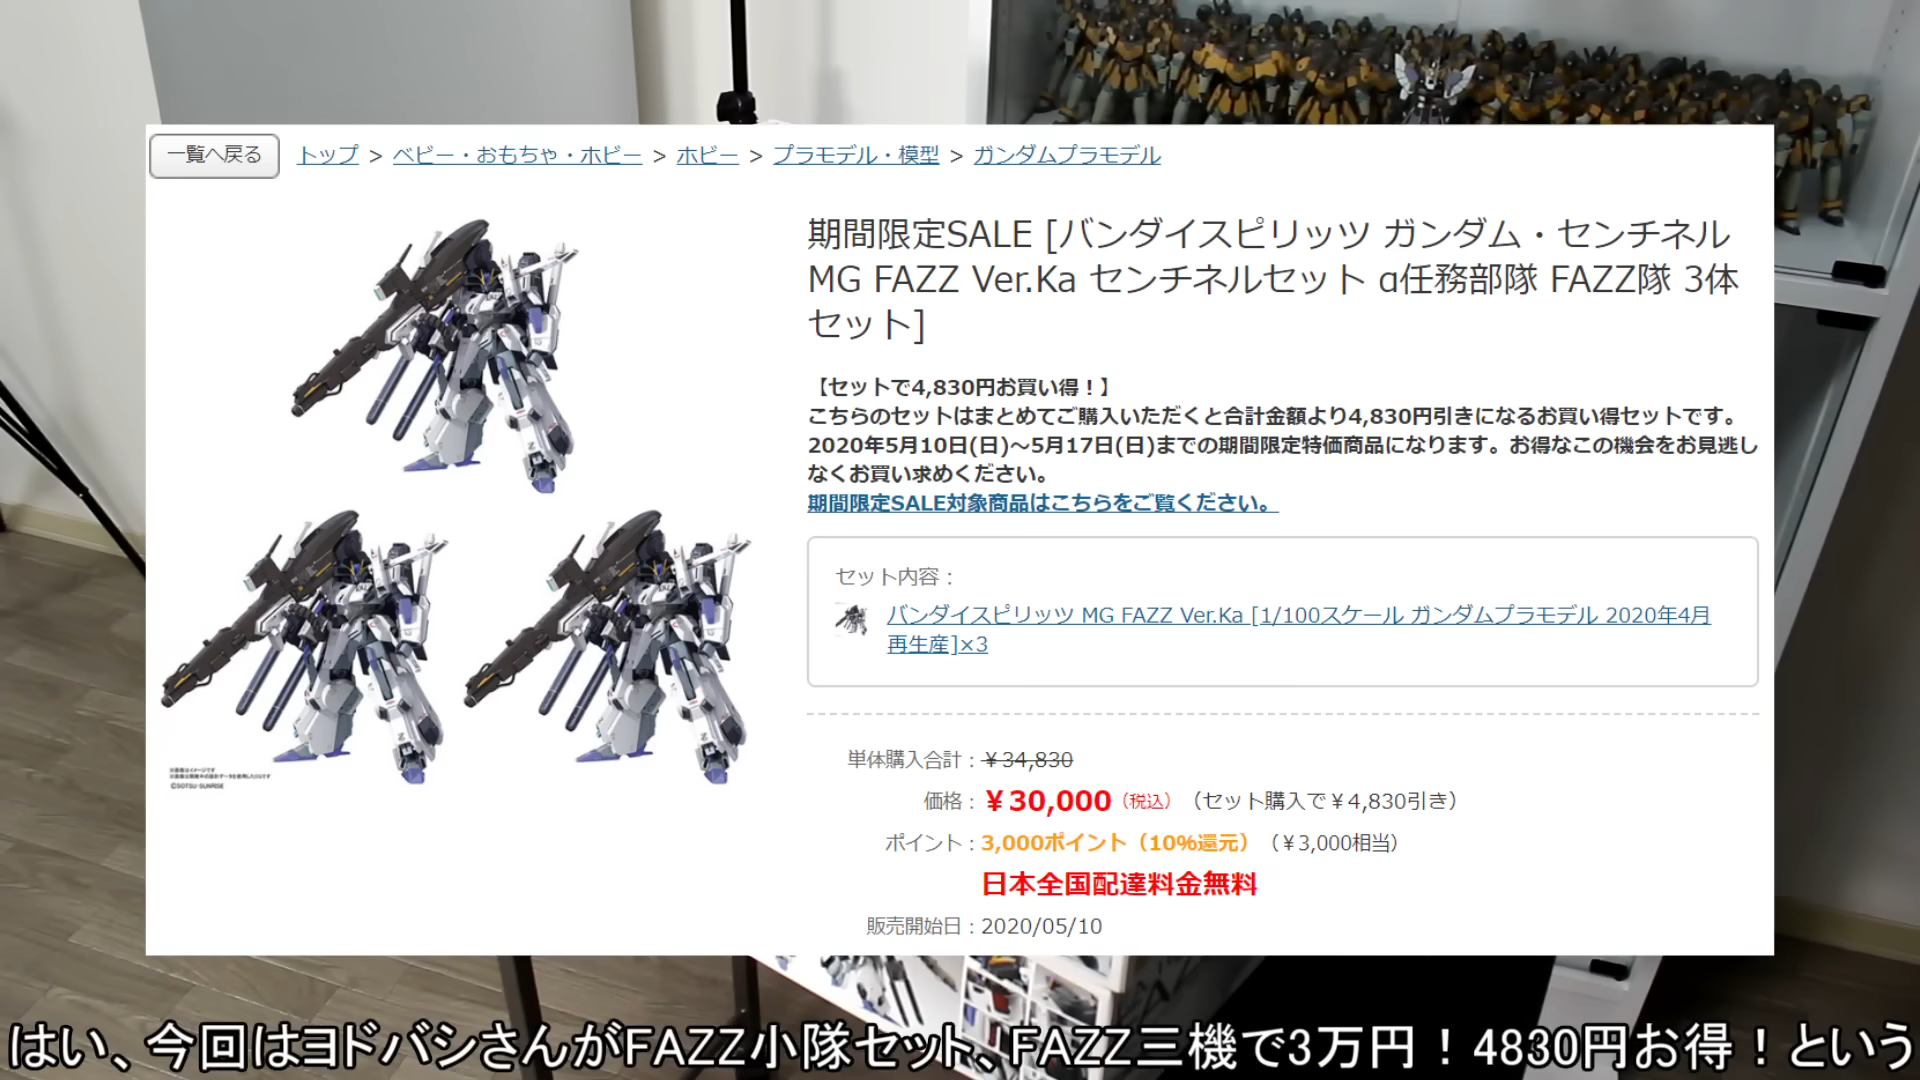 一覧へ戻る トップ > ベビー・おもちゃ・ホビー > ホビー > プラモデル・模型 > ガンダムプラモデル
期間限定SALE [バンダイスピリッツ ガンダム・センチネル
MG FAZZ Ver.Ka センチネルセット α任務部隊 FAZZ隊 3体
セット]
【セットで4,830円お買い得！】
こちらのセットはまとめてご購入いただくと合計金額より4,830円引きになるお買い得セットです。
2020年5月10日(日)～5月17日(日)までの期間限定特価商品になります。お得なこの機会をお見逃し
なくお買い求めください。
期間限定SALE対象商品はこちらをご覧ください。
セット内容：
バンダイスピリッツ MG FAZZ Ver.Ka [1/100スケール ガンダムプラモデル 2020年4月
再生産]×3
単体購入合計：￥34,830
価格：￥30,000（税込）（セット購入で￥4,830引き）
ポイント：3,000ポイント（10%還元）（￥3,000相当）
日本全国配達料金無料
販売開始日：2020/05/10
©SOTSU・SUNRISE
はい、今回はヨドバシさんがFAZZ小隊セット、FAZZ三機で3万円！4830円お得！という